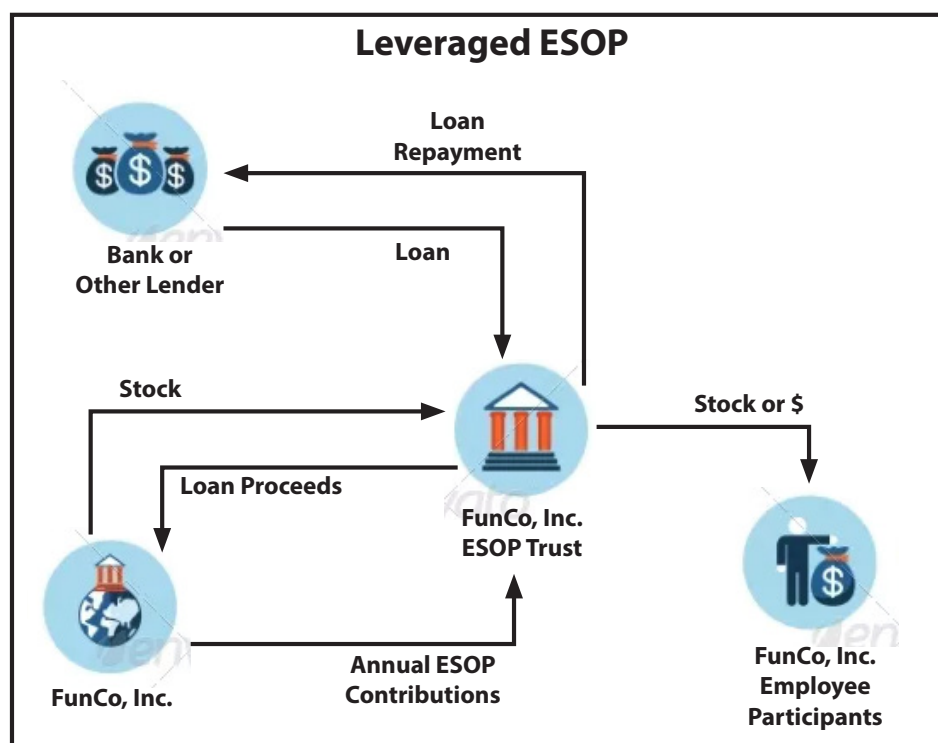 Leveraged ESOP
Loan
Repayment
Bank or
Other Lender
Loan
Stock
Stock or $
Loan Proceeds
FunCo, Inc.
ESOP Trust
FunCo, Inc.
Annual ESOP
Contributions
FunCo, Inc.
Employee
Participants